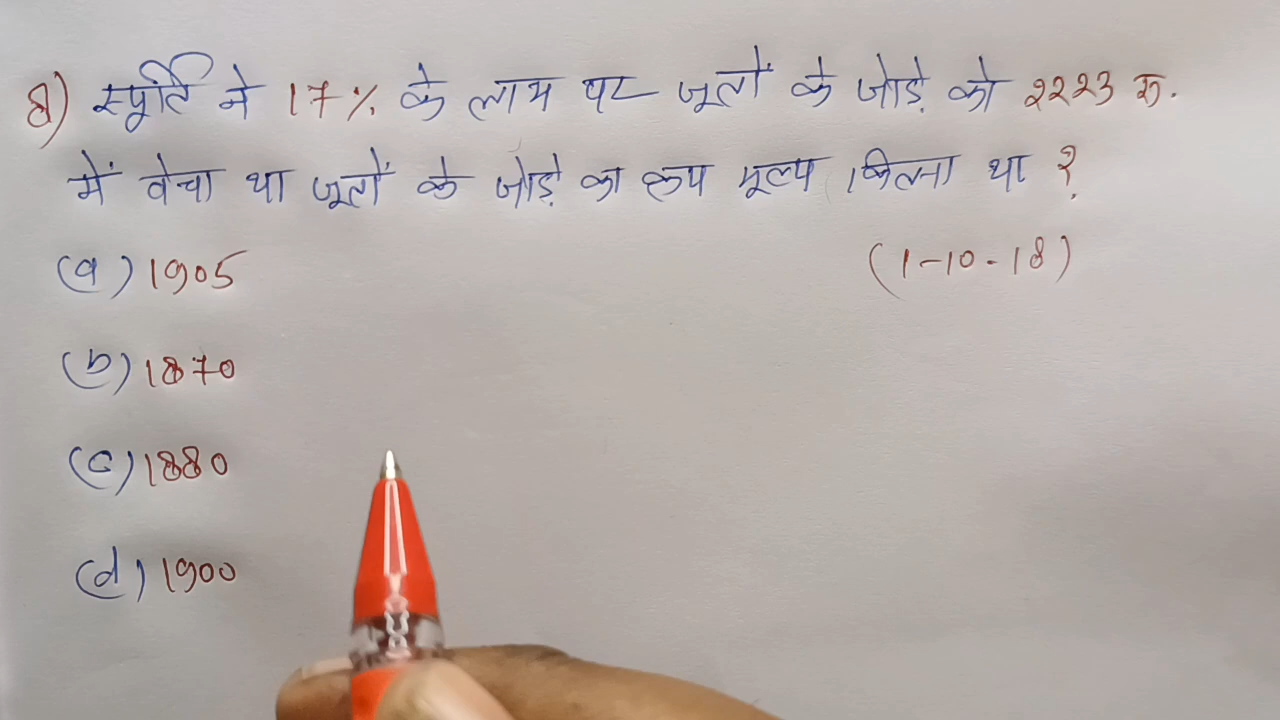 8) स्फूर्ति ने 17% के लाभ पर जूतों के जोड़े को 2223 रु.
में बेचा था जूतों के जोड़े का क्रय मूल्य कितना था ?
(a) 1905
(1-10-18)
(b) 1870
(c) 1880
(d) 1900